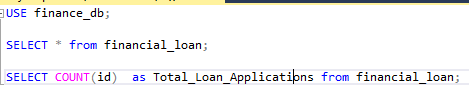 USE finance_db;
SELECT * from financial_loan;
SELECT COUNT(id)  as Total_Loan_Applications from financial_loan;